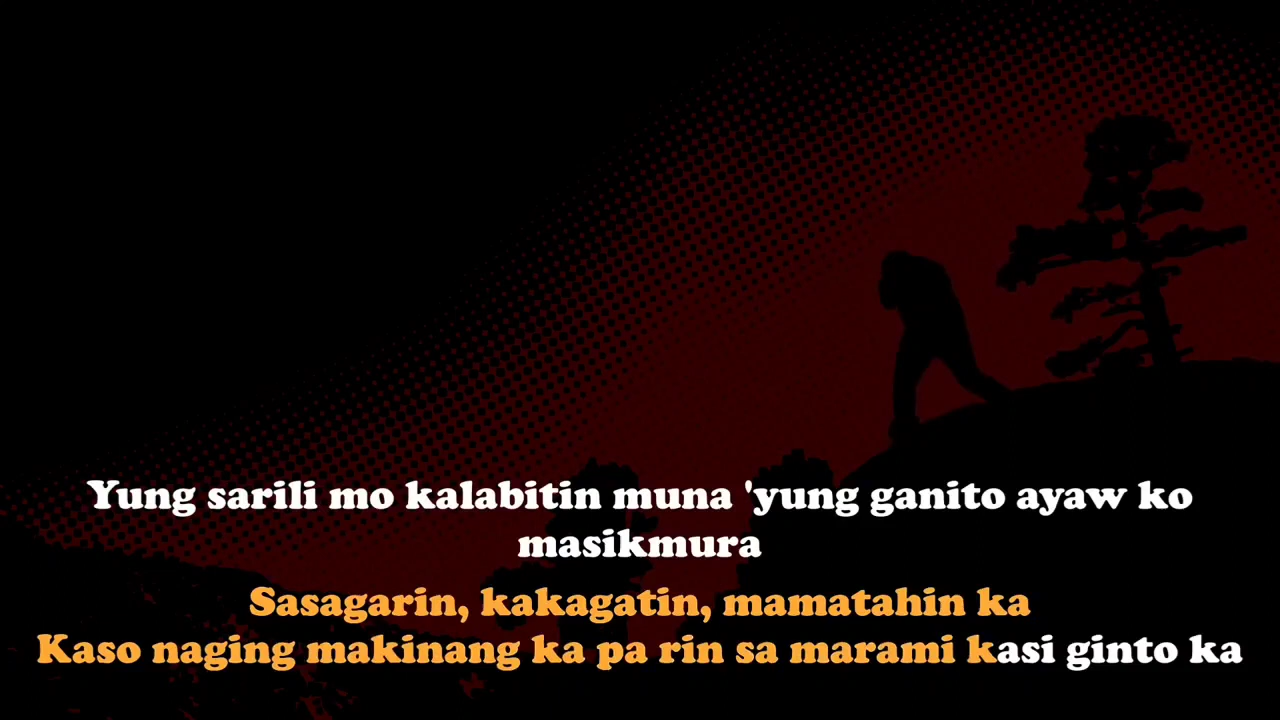 Yung sarili mo kalabitin muna 'yung ganito ayaw ko
masikmura
Sasagarin, kakagatin, mamatahin ka
Kaso naging makinang ka pa rin sa marami kasi ginto ka